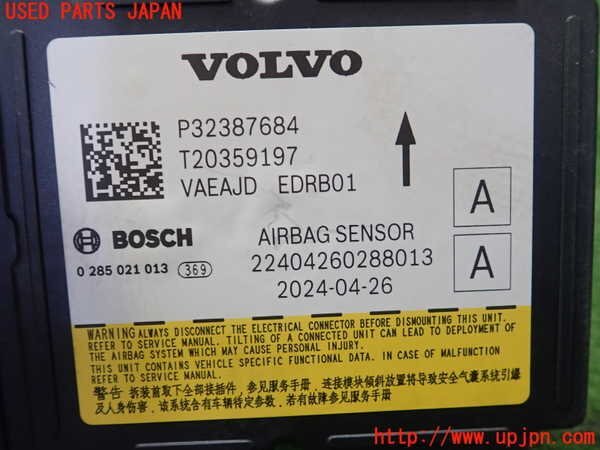 USED PARTS JAPAN
VOLVO
P32387684
T20359197
VAEAJD EDRB01
A
BOSCH
AIRBAG SENSOR
A
0 285 021 013 369
22404260288013
2024-04-26
WARNING ALWAYS DISCONNECT THE ELECTRICAL CONNECTOR BEFORE DISMOUNTING THIS UNIT.
REFER TO SERVICE MANUAL. TILTING OF A CONNECTED UNIT CAN LEAD TO DEPLOYMENT OF
THE AIRBAG SYSTEM WHICH MAY CAUSE PERSONAL INJURY.
THIS UNIT CONTAINS VEHICLE SPECIFIC FUNCTIONAL DATA. IN CASE OF MALFUNCTION
REFER TO SERVICE MANUAL.
警告 拆装首取下全部接插件，参见服务手册. 连接模块倾斜放置将导致安全气囊系统引爆
及人身伤害. 该系统含有车辆特定参数. 若有故障参见服务手册.
http://www.upjpn.com